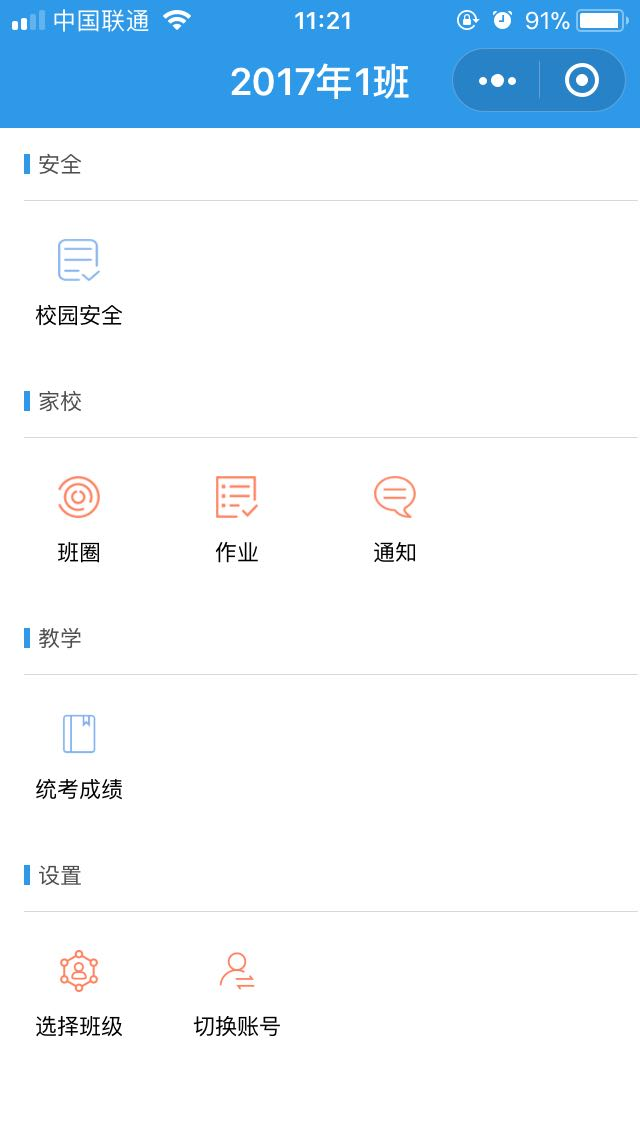 中国联通 11:21 91%
2017年1班
安全
校园安全
家校
班圈 作业 通知
教学
统考成绩
设置
选择班级 切换账号